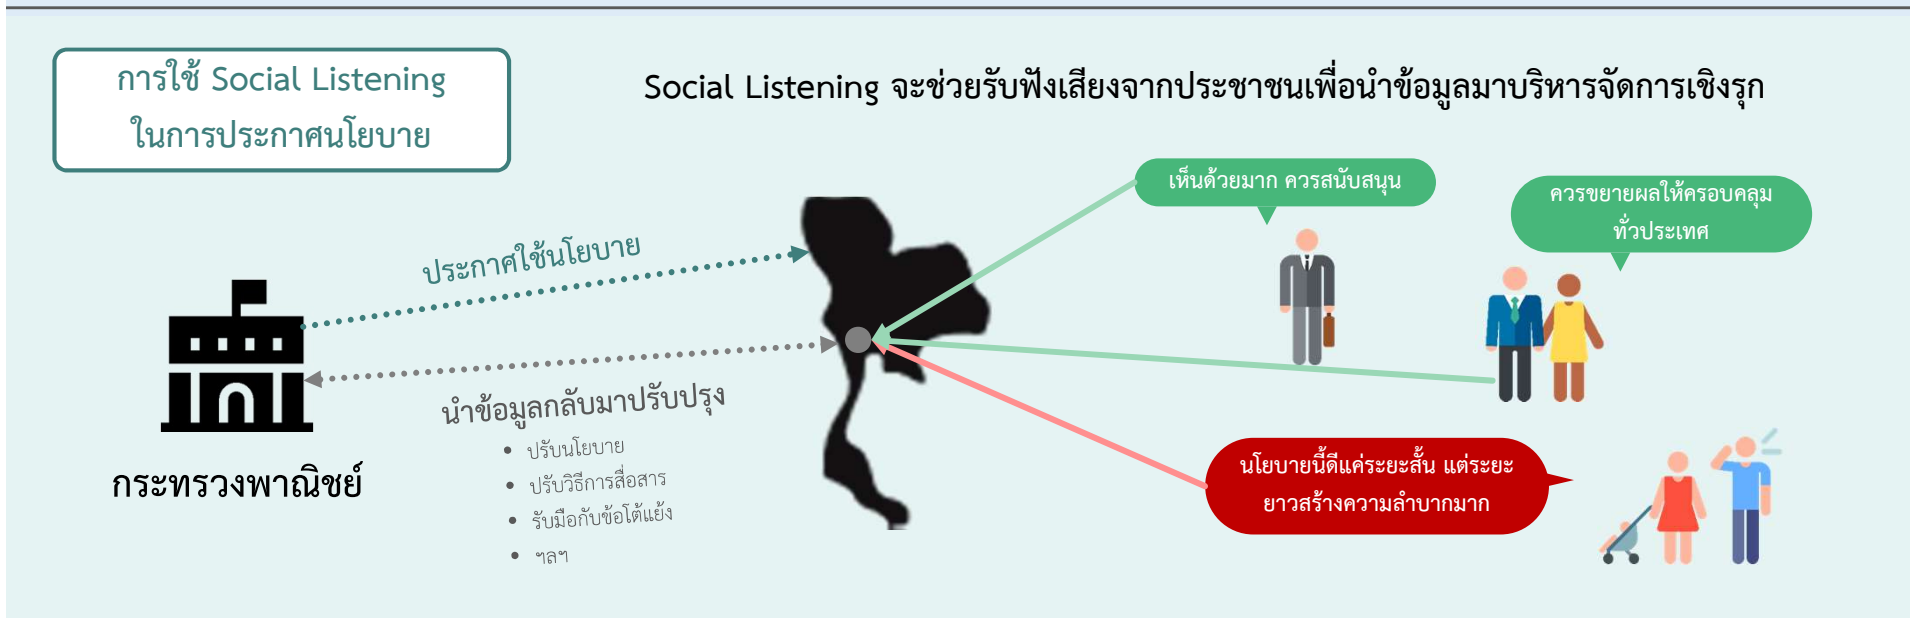 การใช้ Social Listening
ในการประกาศนโยบาย
Social Listening จะช่วยรับฟังเสียงจากประชาชนเพื่อนำข้อมูลมาบริหารจัดการเชิงรุก
เห็นด้วยมาก ควรสนับสนุน
ควรขยายผลให้ครอบคลุม
ทั่วประเทศ
ประกาศใช้นโยบาย
นำข้อมูลกลับมาปรับปรุง
• ปรับนโยบาย
• ปรับวิธีการสื่อสาร
• รับมือกับข้อโต้แย้ง
• ฯลฯ
กระทรวงพาณิชย์
นโยบายนี้ดีแค่ระยะสั้น แต่ระยะ
ยาวสร้างความลำบากมาก